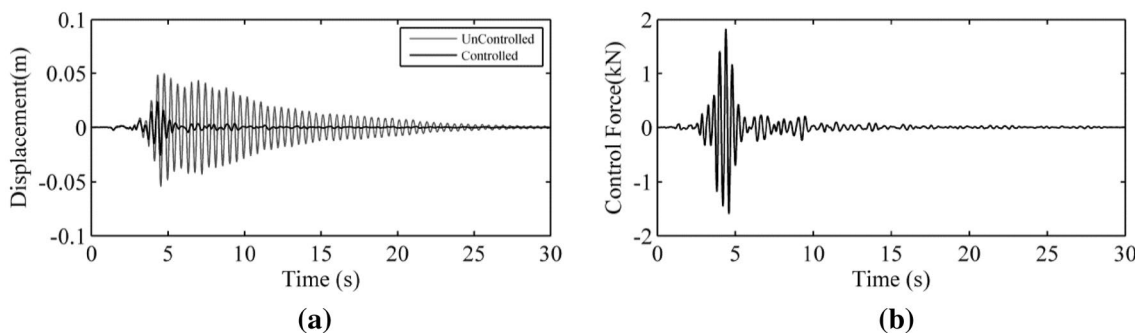 0.1
0.05
0
-0.05
-0.1
Displacement(m)
UnControlled
Controlled
0 5 10 15 20 25 30
Time (s)
(a)
2
1
0
-1
-2
Control Force(kN)
0 5 10 15 20 25 30
Time (s)
(b)